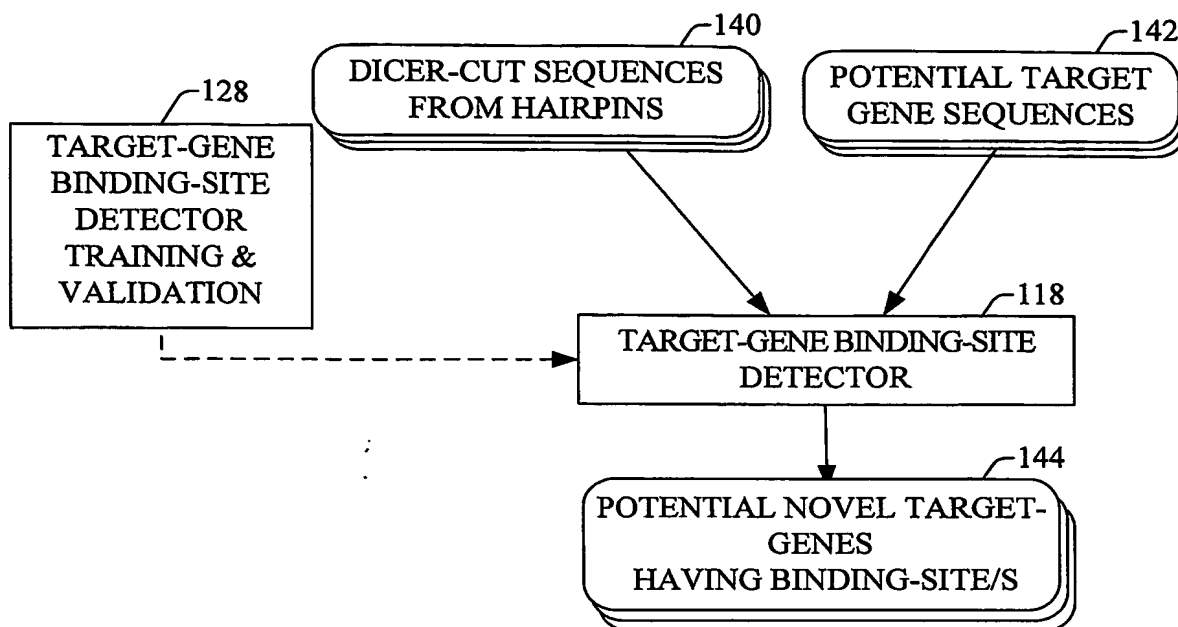 140
DICER-CUT SEQUENCES
FROM HAIRPINS
142
POTENTIAL TARGET
GENE SEQUENCES
128
TARGET-GENE
BINDING-SITE
DETECTOR
TRAINING &
VALIDATION
118
TARGET-GENE BINDING-SITE
DETECTOR
144
POTENTIAL NOVEL TARGET-
GENES
HAVING BINDING-SITE/S